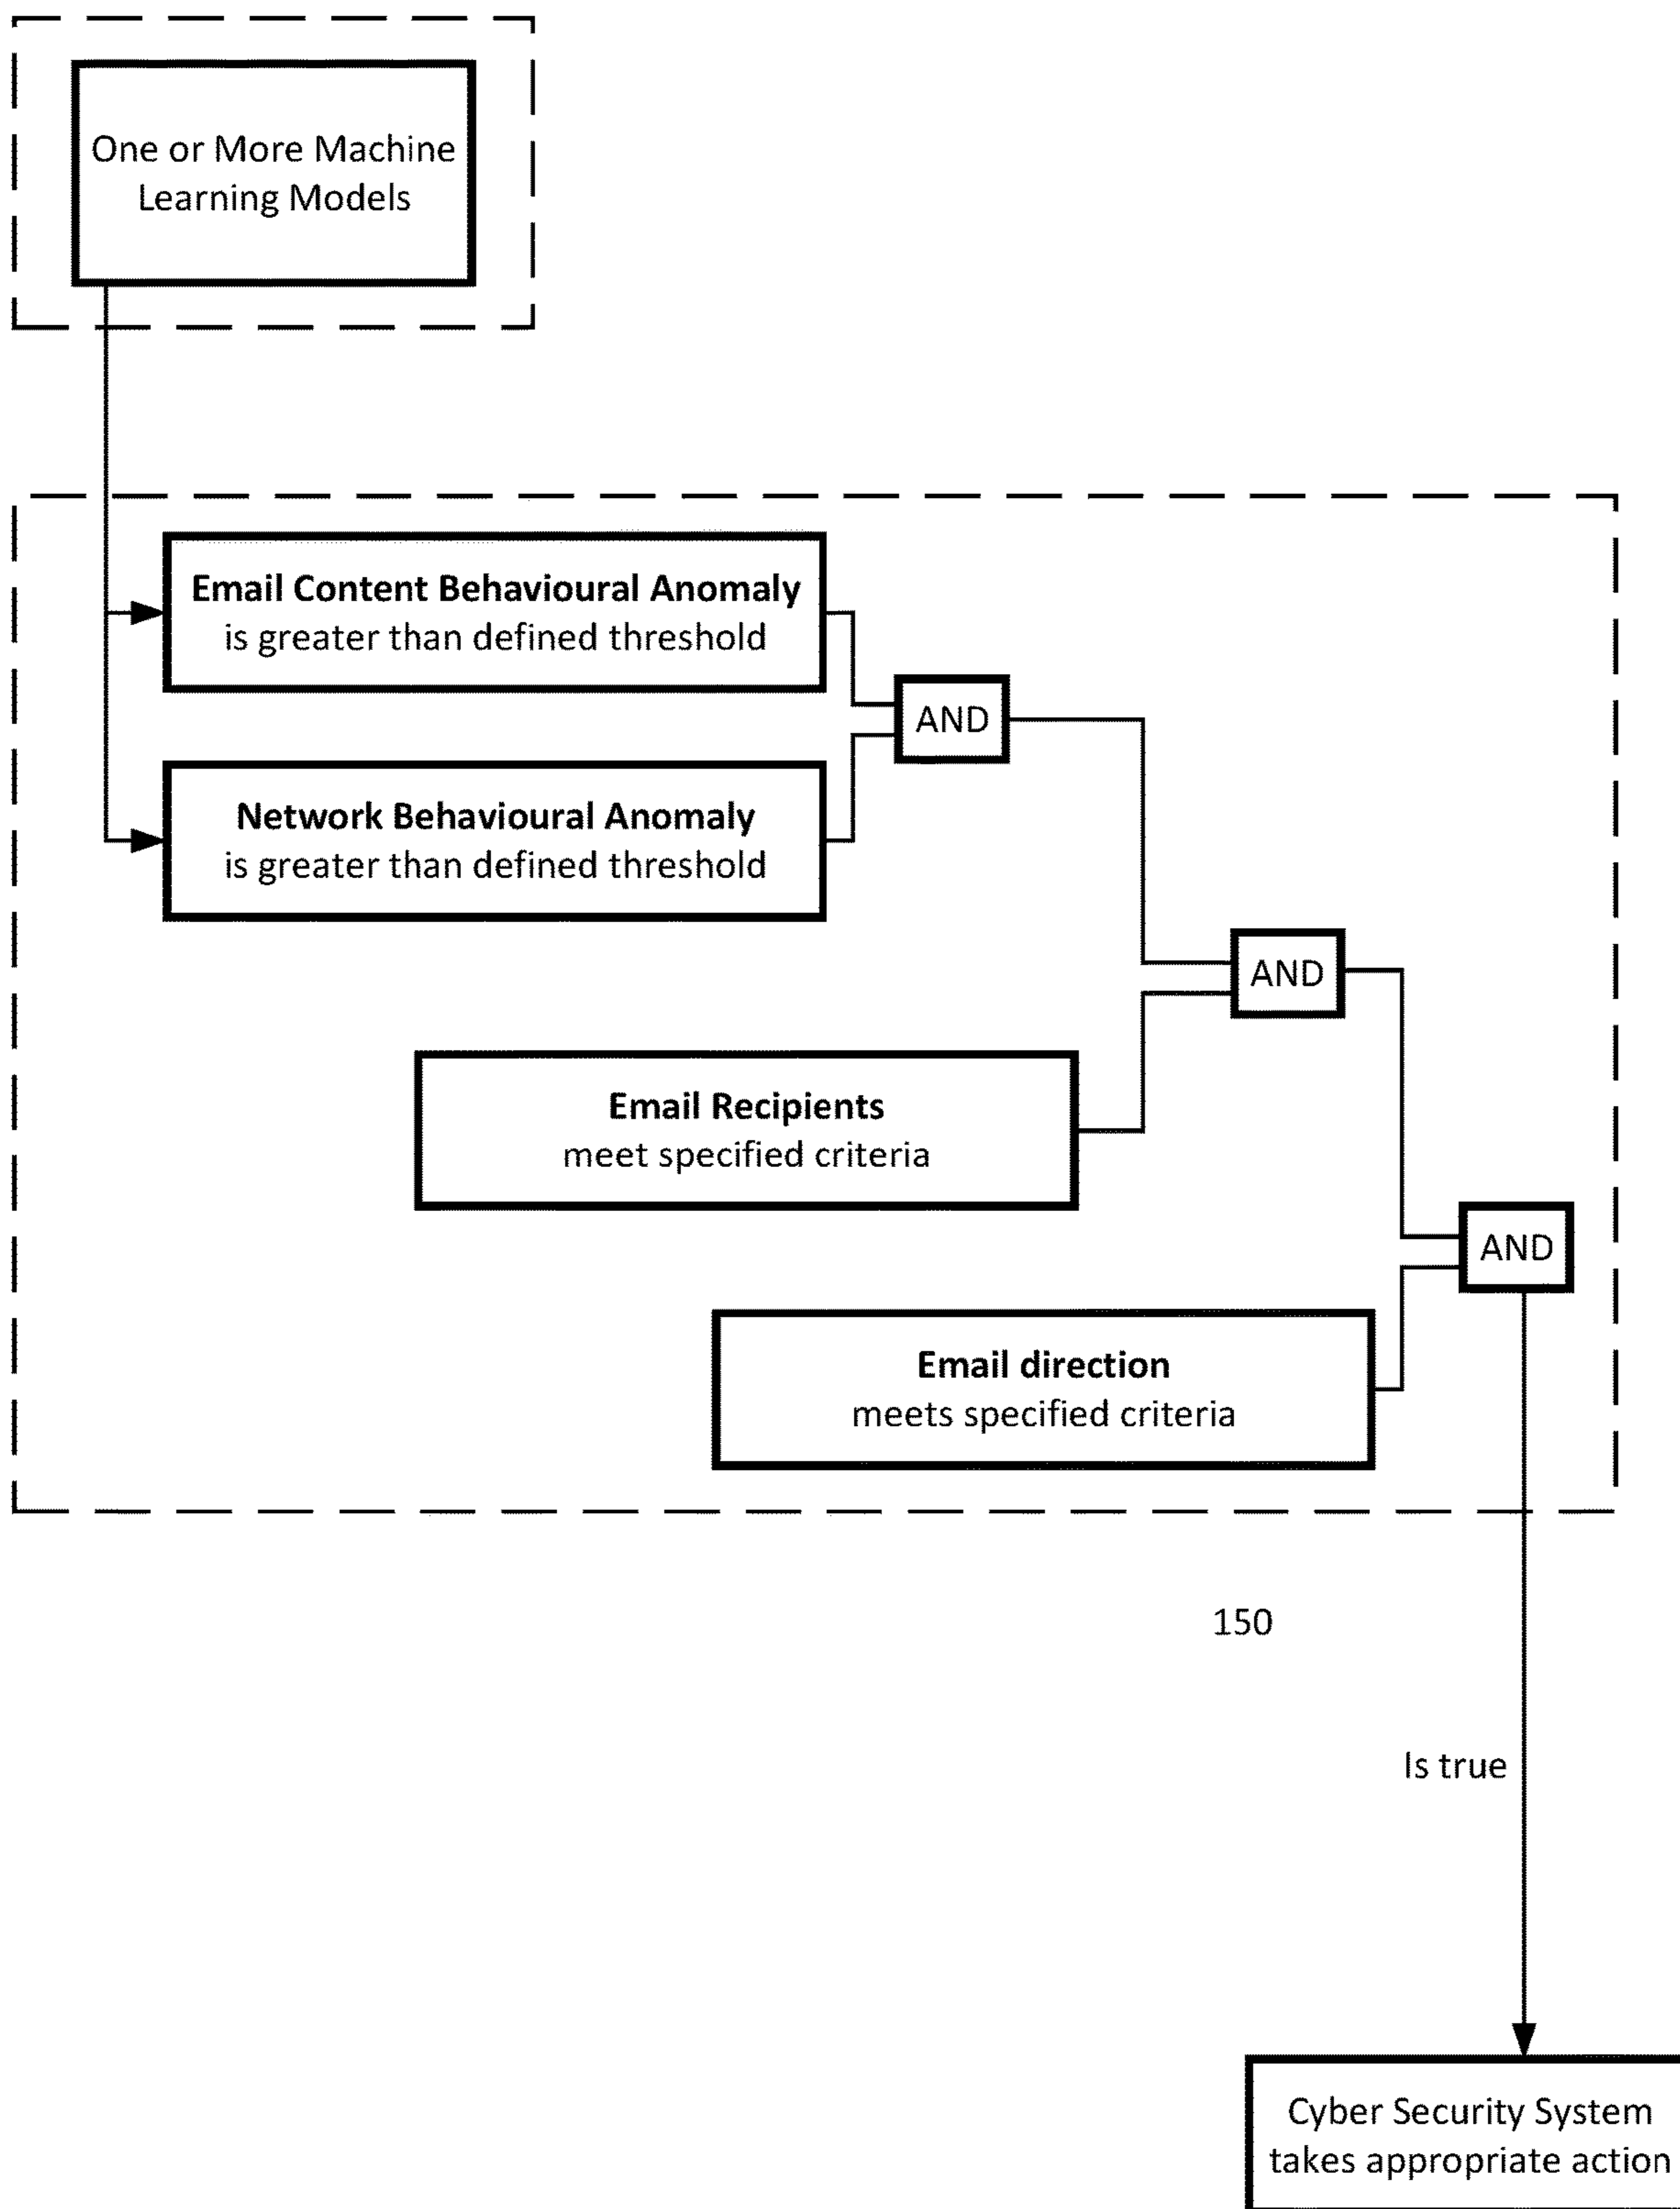 One or More Machine
Learning Models
Email Content Behavioural Anomaly
is greater than defined threshold
AND
Network Behavioural Anomaly
is greater than defined threshold
AND
Email Recipients
meet specified criteria
AND
Email direction
meets specified criteria
150
Is true
Cyber Security System
takes appropriate action